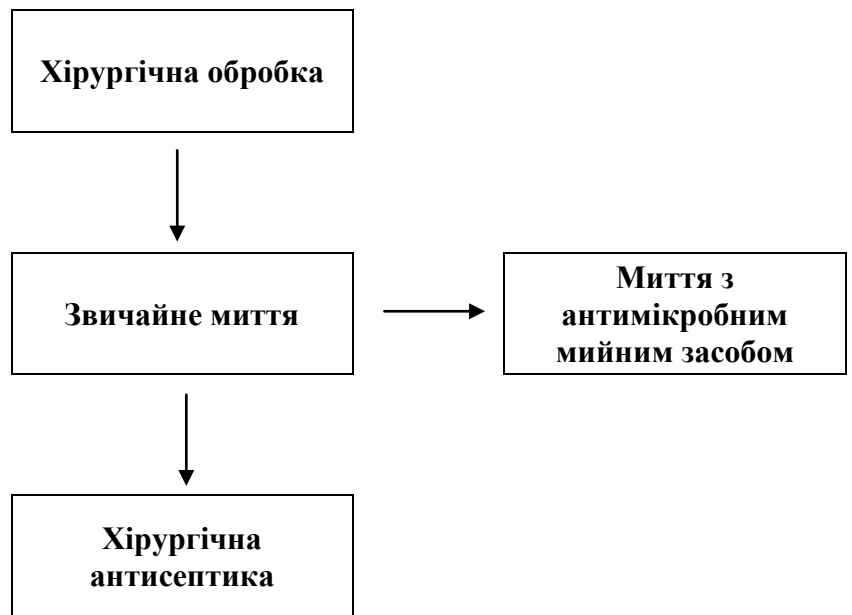 Хірургічна обробка
Звичайне миття
Миття з
антимікробним
мийним засобом
Хірургічна
антисептика